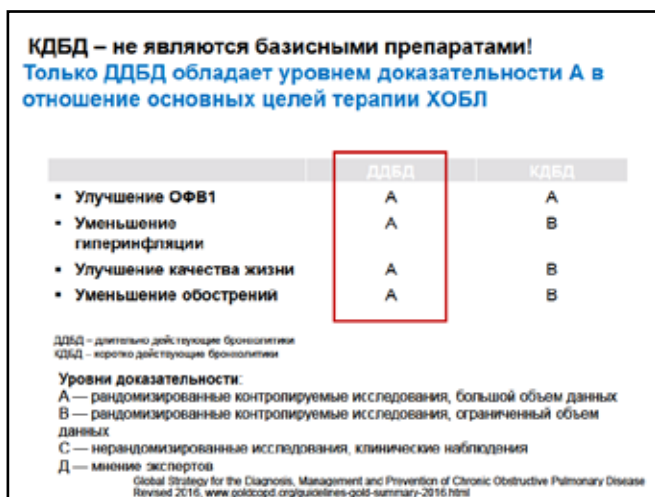 КДБД – не являются базисными препаратами!
Только ДДБД обладает уровнем доказательности А в
отношение основных целей терапии ХОБЛ
ДДБД КДБД
▪ Улучшение ОФВ1 А А
▪ Уменьшение А В
гиперинфляции
▪ Улучшение качества жизни А В
▪ Уменьшение обострений А В
ДДБД – длительно действующие бронхолитики
КДБД – коротко действующие бронхолитики
Уровни доказательности:
А — рандомизированные контролируемые исследования, большой объем данных
В — рандомизированные контролируемые исследования, ограниченный объем
данных
С — нерандомизированные исследования, клинические наблюдения
Д — мнение экспертов
Global Strategy for the Diagnosis, Management and Prevention of Chronic Obstructive Pulmonary Disease
Revised 2016. www.goldcopd.org/guidelines-gold-summary-2016.html